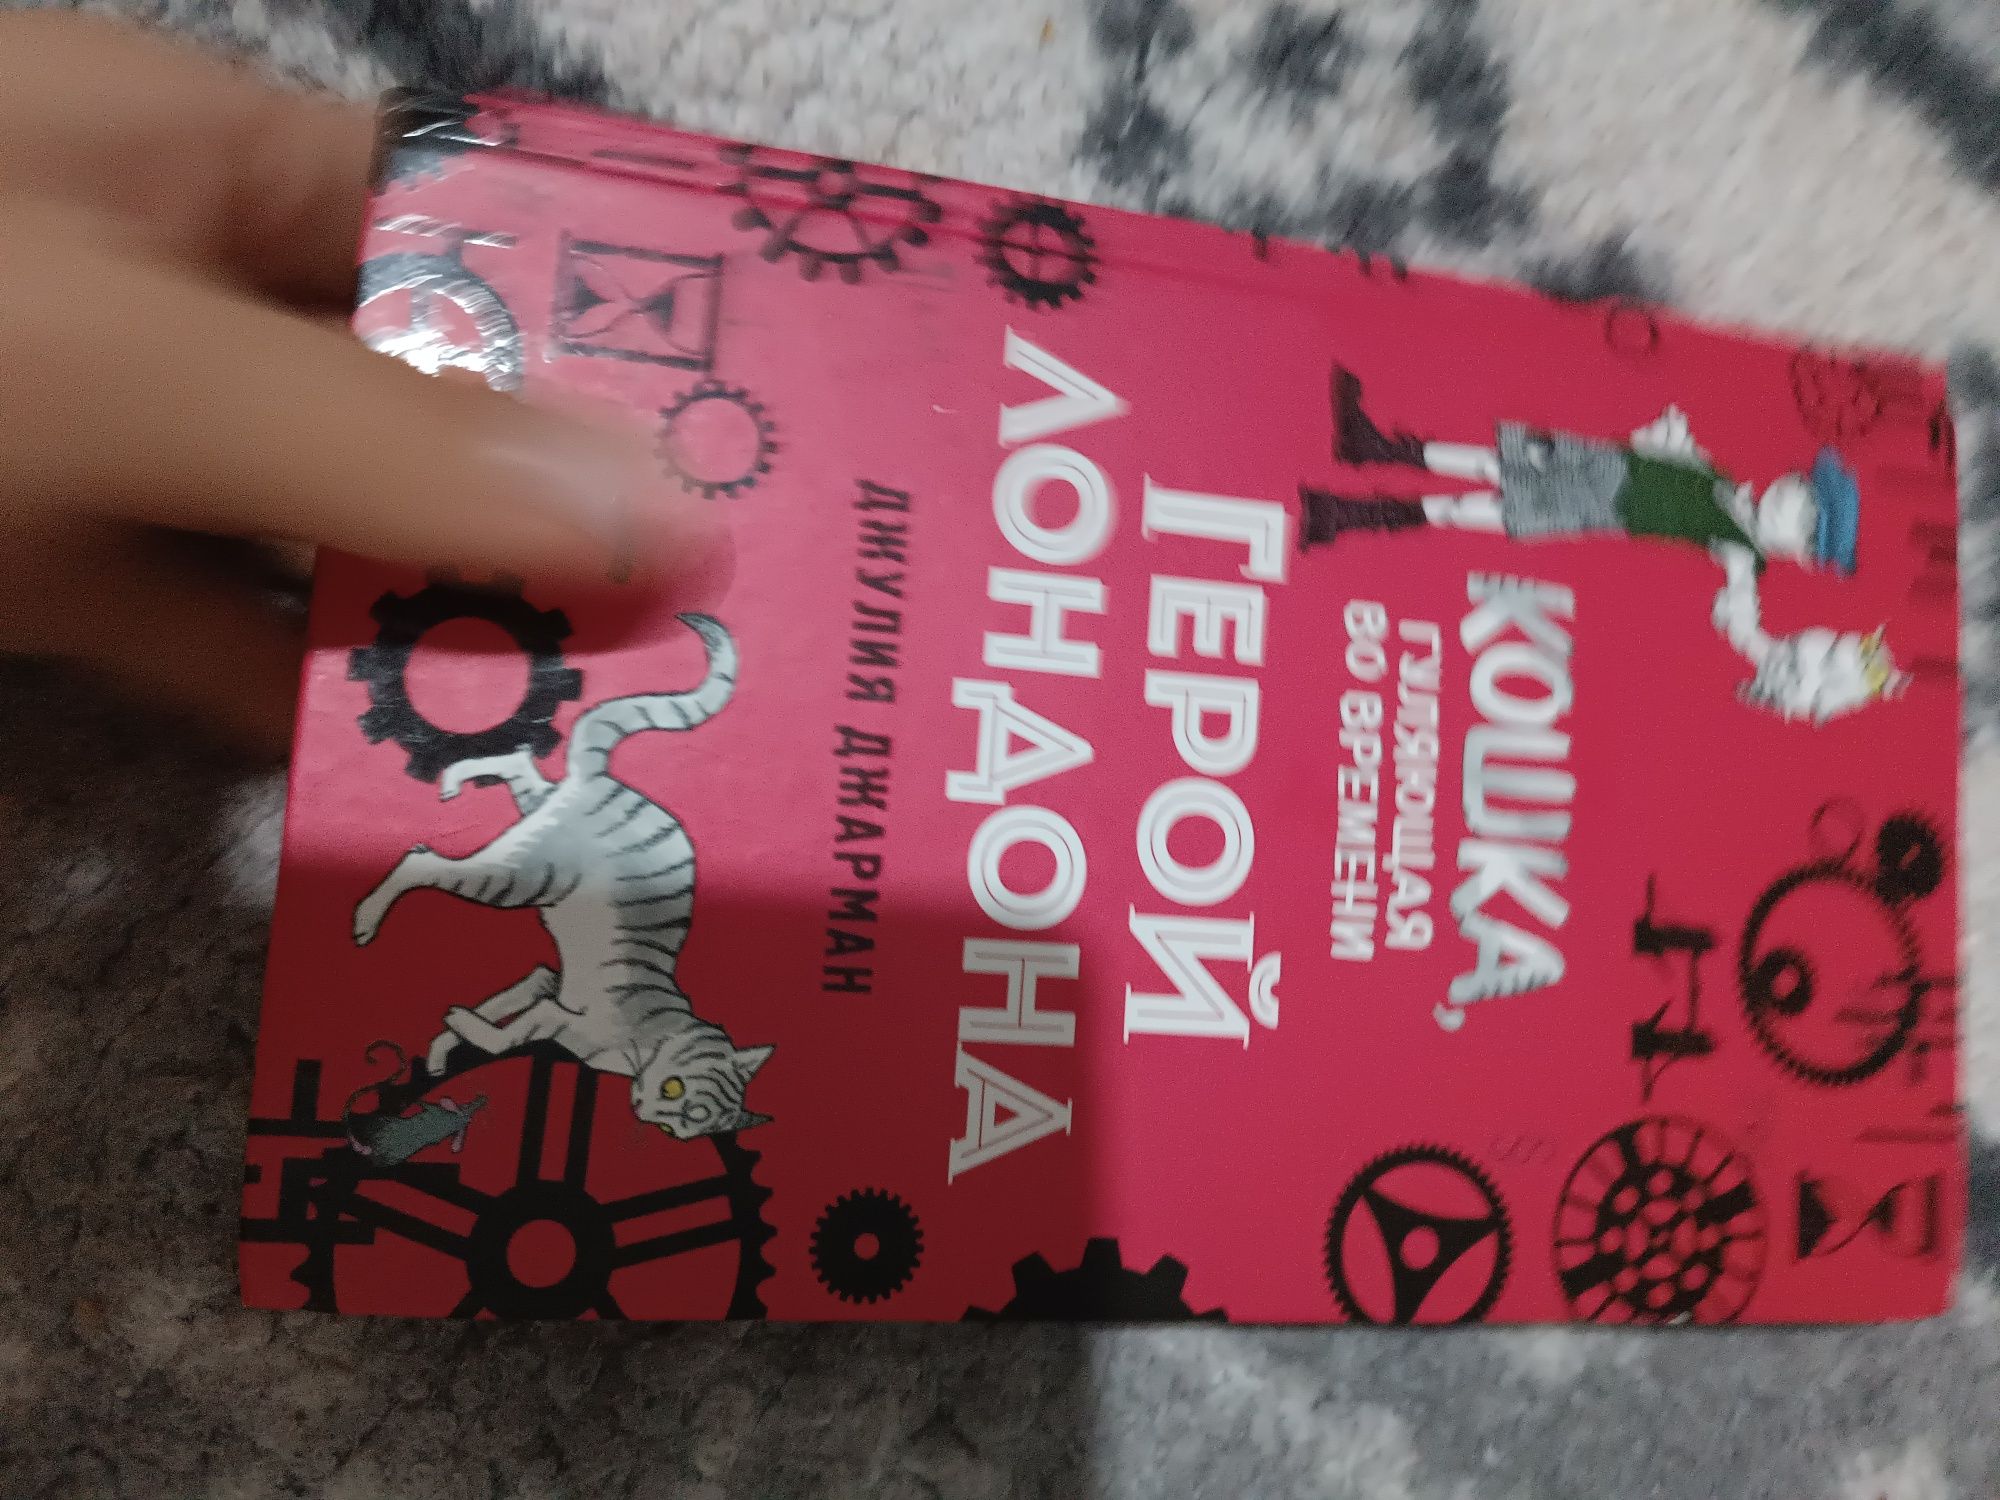 КОШКА,
ГУЛЯЮЩАЯ
ВО ВРЕМЕНИ
ГЕРОЙ
ЛОНДОНА
ДЖУЛИЯ ДЖАРМАН